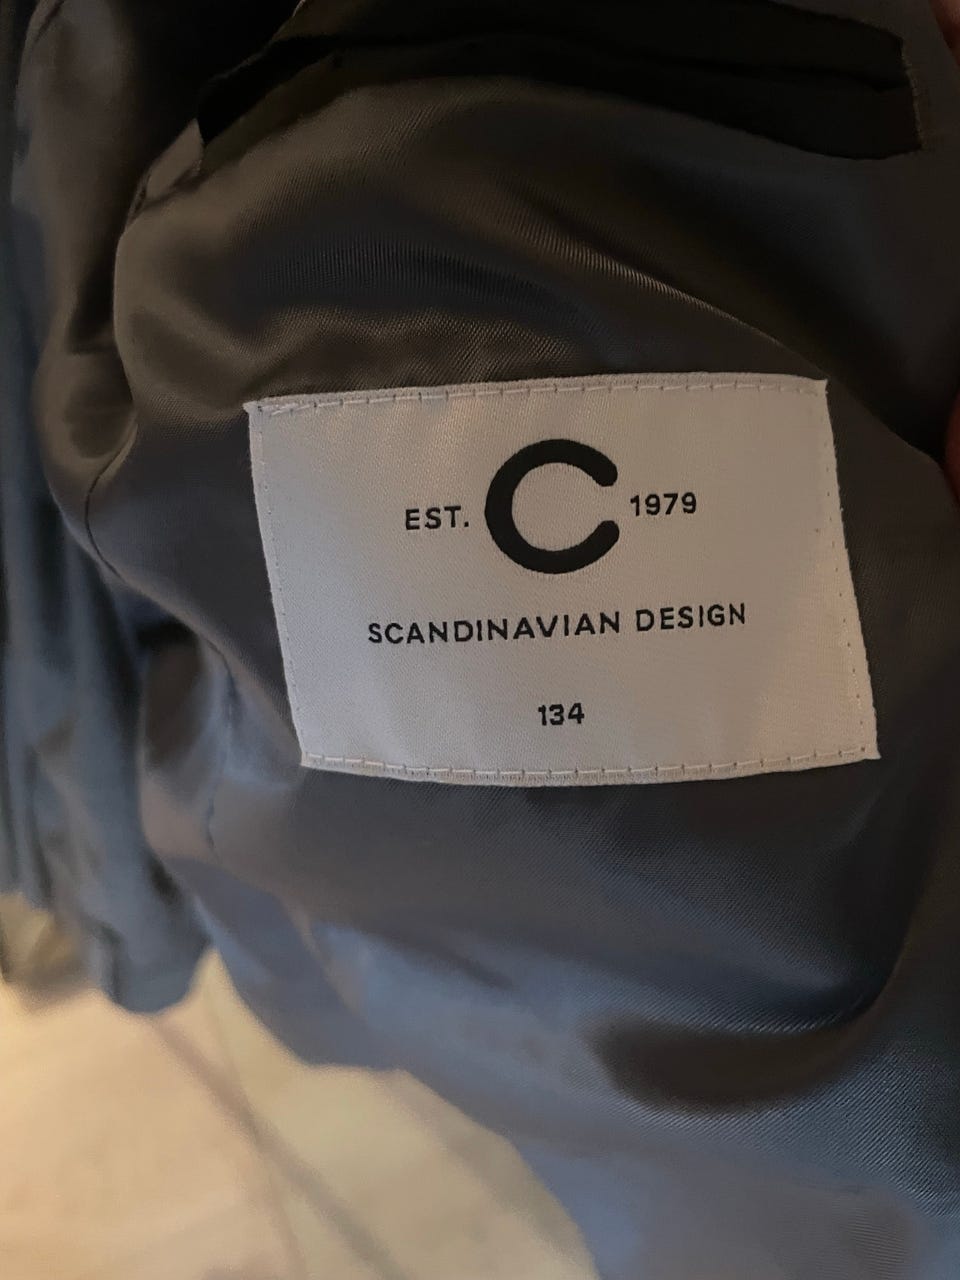 EST. C 1979
SCANDINAVIAN DESIGN
134